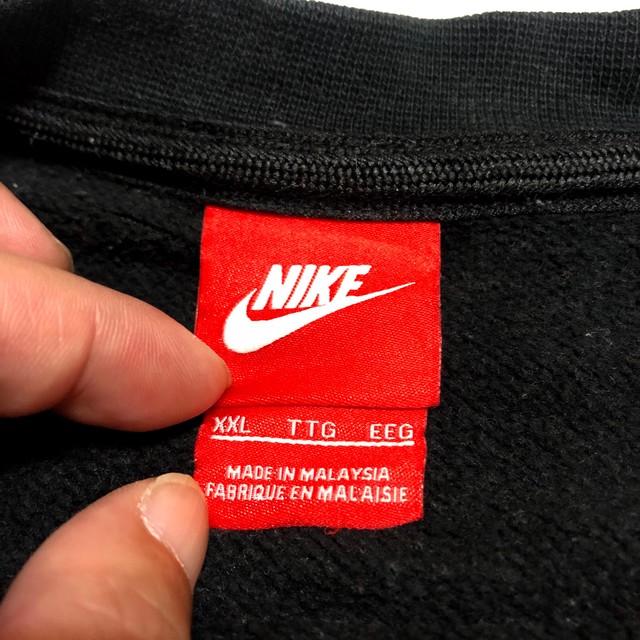 NIKE
XXL TTG EEG
MADE IN MALAYSIA
FABRIQUE EN MALAISIE